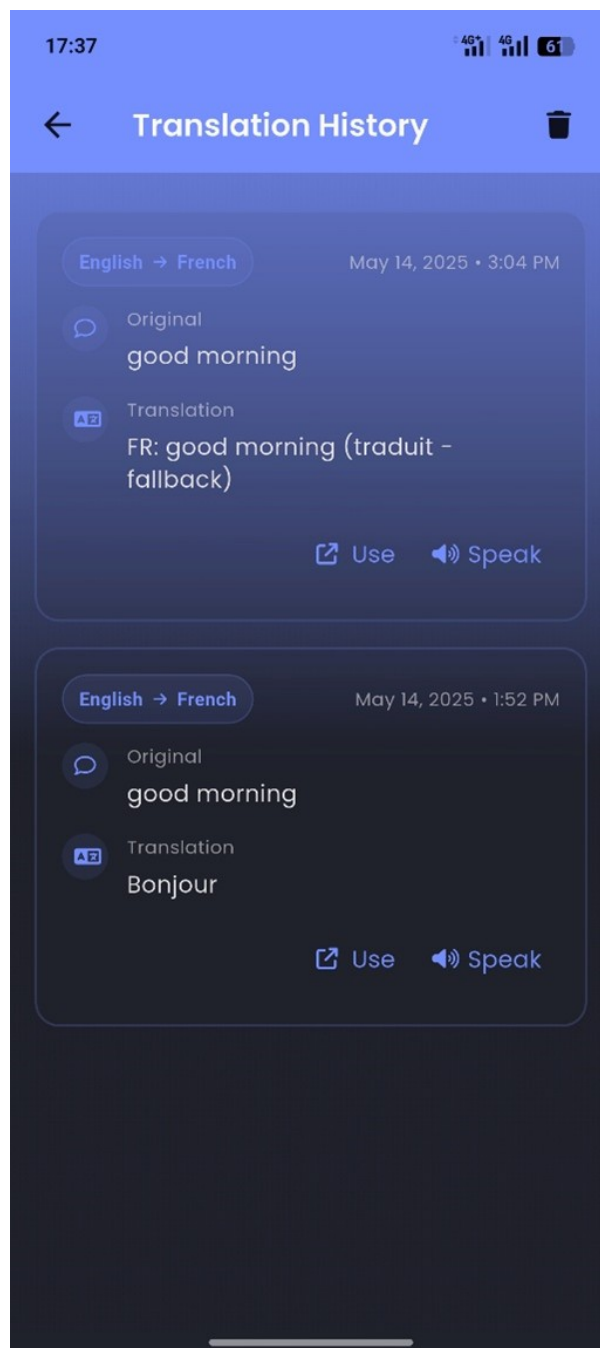 17:37
4G+ 4G 61
Translation History
English → French
May 14, 2025 • 3:04 PM
Original
good morning
Translation
FR: good morning (traduit -
fallback)
Use Speak
English → French
May 14, 2025 • 1:52 PM
Original
good morning
Translation
Bonjour
Use Speak